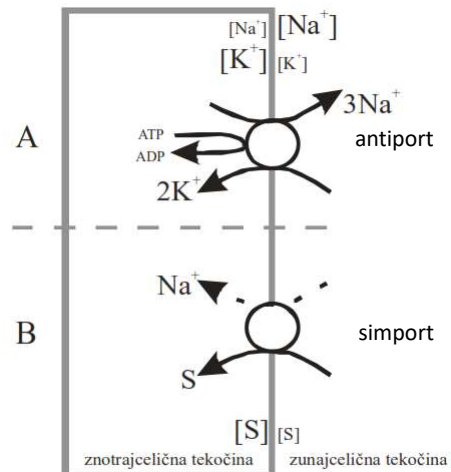 [Na⁺] [Na⁺]
[K⁺] [K⁺]
3Na⁺
A
ATP
ADP
antiport
2K⁺
Na⁺
B
simport
S
[S] [S]
znotrajcelična tekočina
zunajcelična tekočina